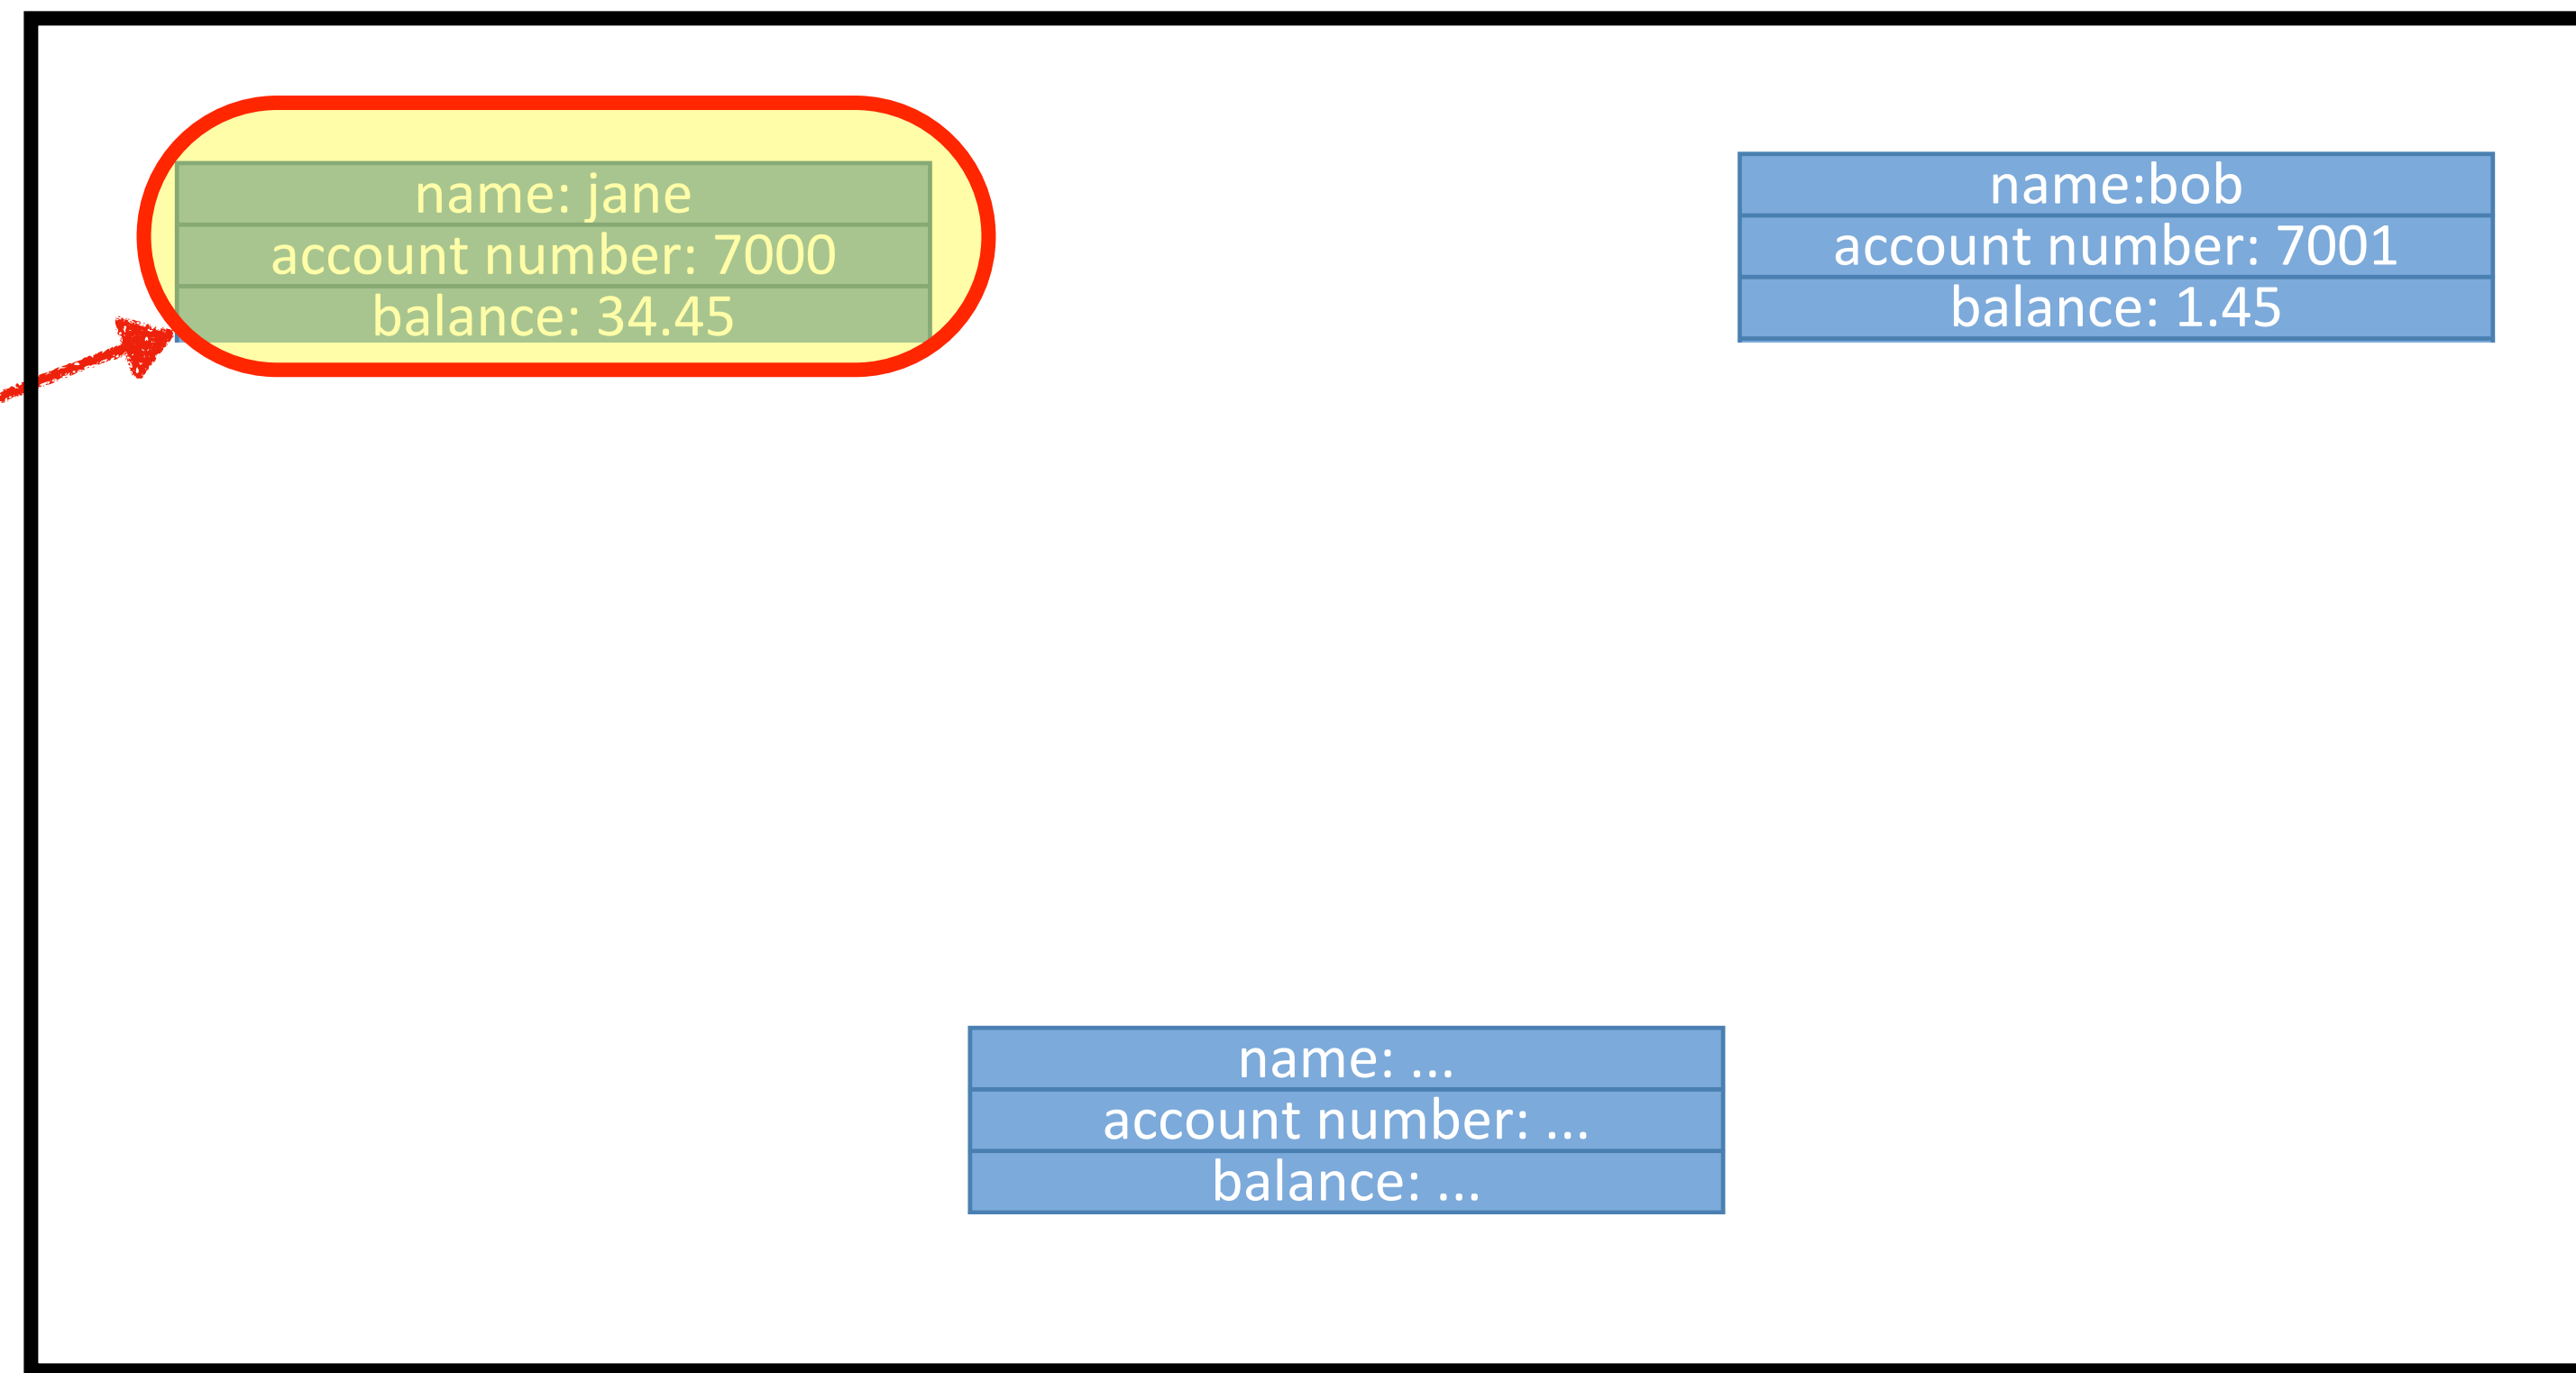 name: jane
account number: 7000
balance: 34.45
name:bob
account number: 7001
balance: 1.45
name: ...
account number: ...
balance: ...